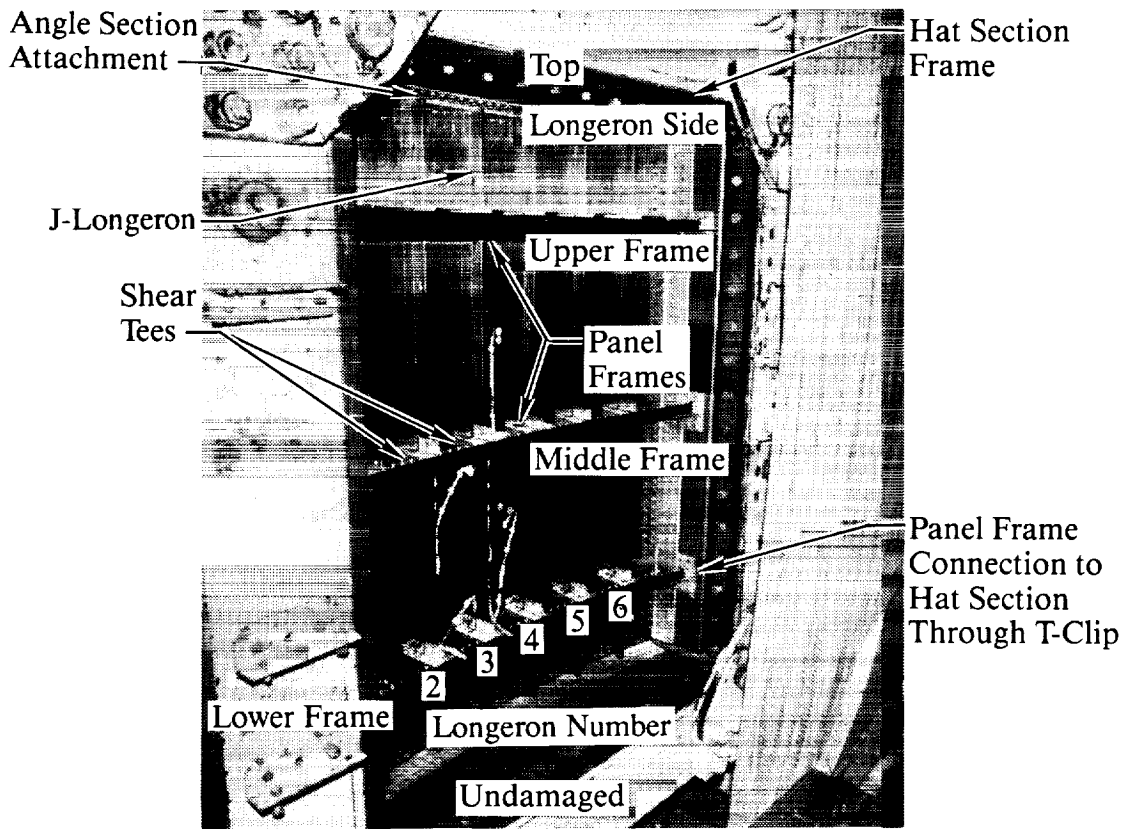 Angle Section
Attachment
Top
Hat Section
Frame
Longeron Side
J-Longeron
Upper Frame
Shear
Tees
Panel
Frames
Middle Frame
Panel Frame
Connection to
Hat Section
Through T-Clip
6
5
4
3
2
Lower Frame
Longeron Number
Undamaged